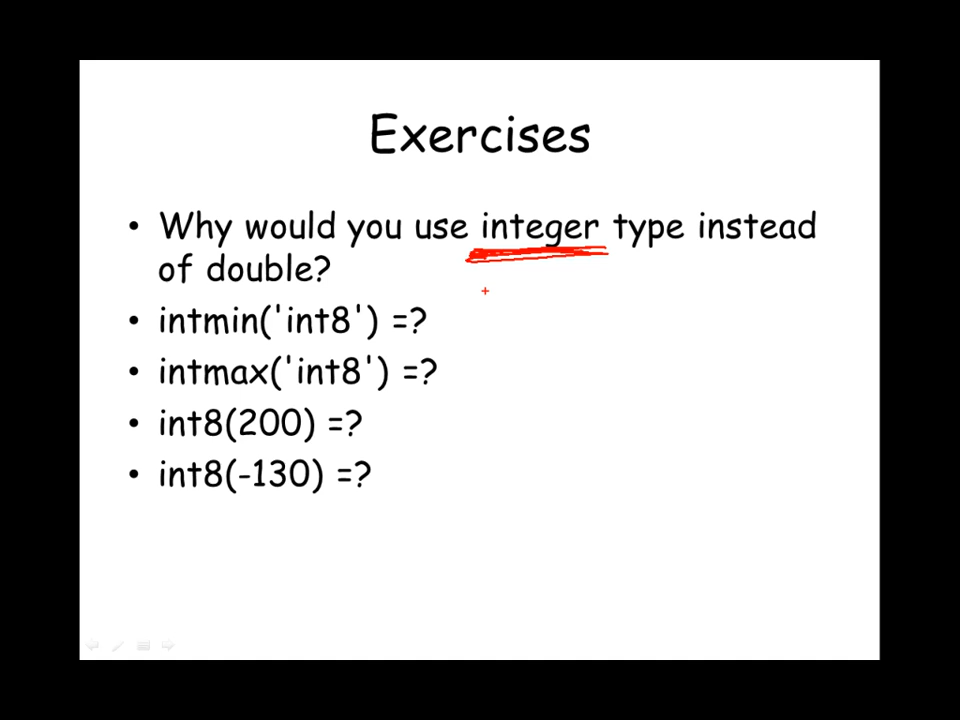 Exercises
• Why would you use integer type instead
of double?
• intmin('int8') =?
• intmax('int8') =?
• int8(200) =?
• int8(-130) =?